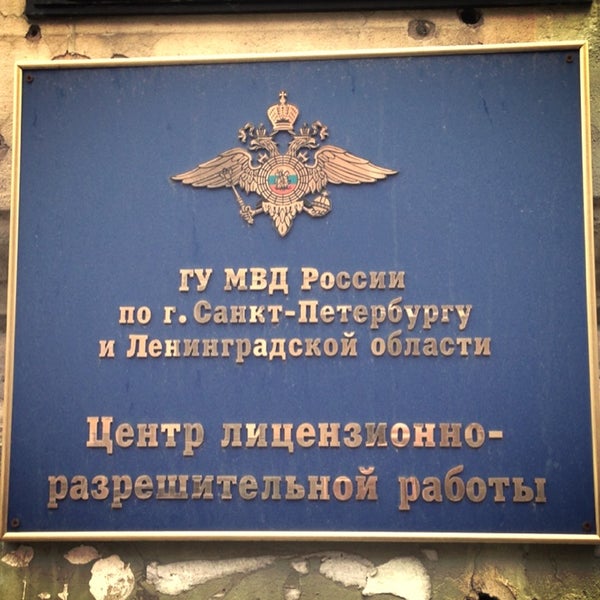 ГУ МВД России
по г. Санкт-Петербургу
и Ленинградской области
Центр лицензионно-
разрешительной работы